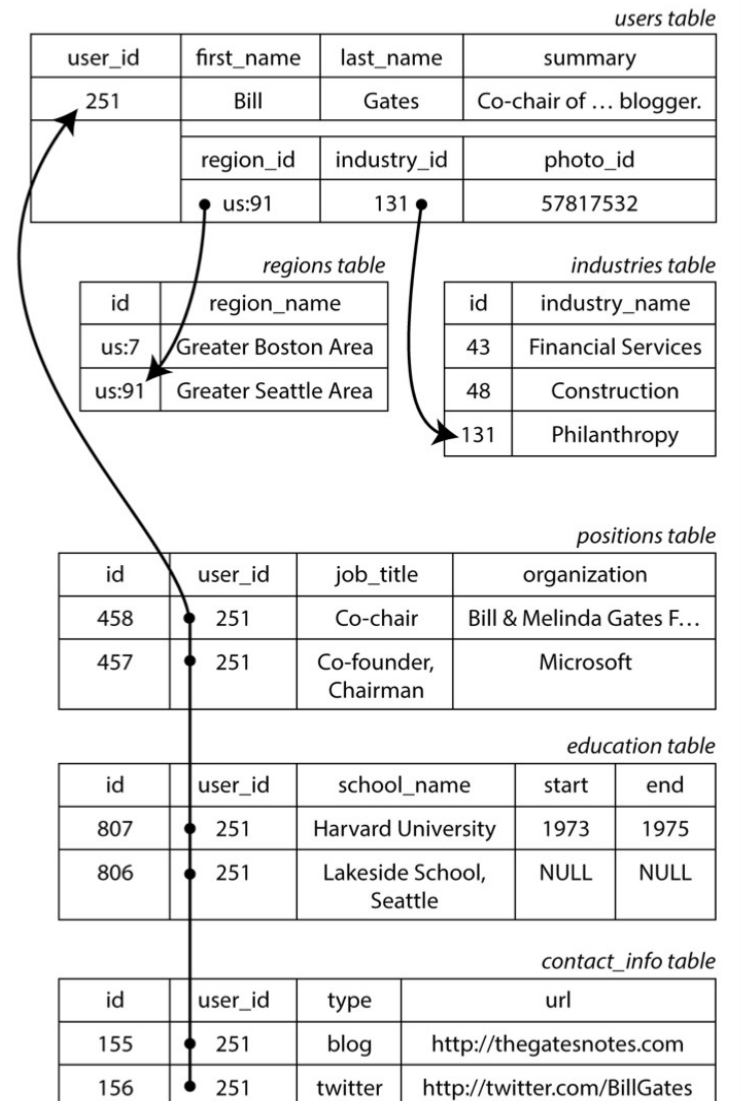 users table
user_id first_name last_name summary
251 Bill Gates Co-chair of … blogger.
region_id industry_id photo_id
us:91 131 57817532
regions table
id region_name
us:7 Greater Boston Area
us:91 Greater Seattle Area
industries table
id industry_name
43 Financial Services
48 Construction
131 Philanthropy
positions table
id user_id job_title organization
458 251 Co-chair Bill & Melinda Gates F…
457 251 Co-founder, Microsoft
Chairman
education table
id user_id school_name start end
807 251 Harvard University 1973 1975
806 251 Lakeside School, NULL NULL
Seattle
contact_info table
id user_id type url
155 251 blog http://thegatesnotes.com
156 251 twitter http://twitter.com/BillGates